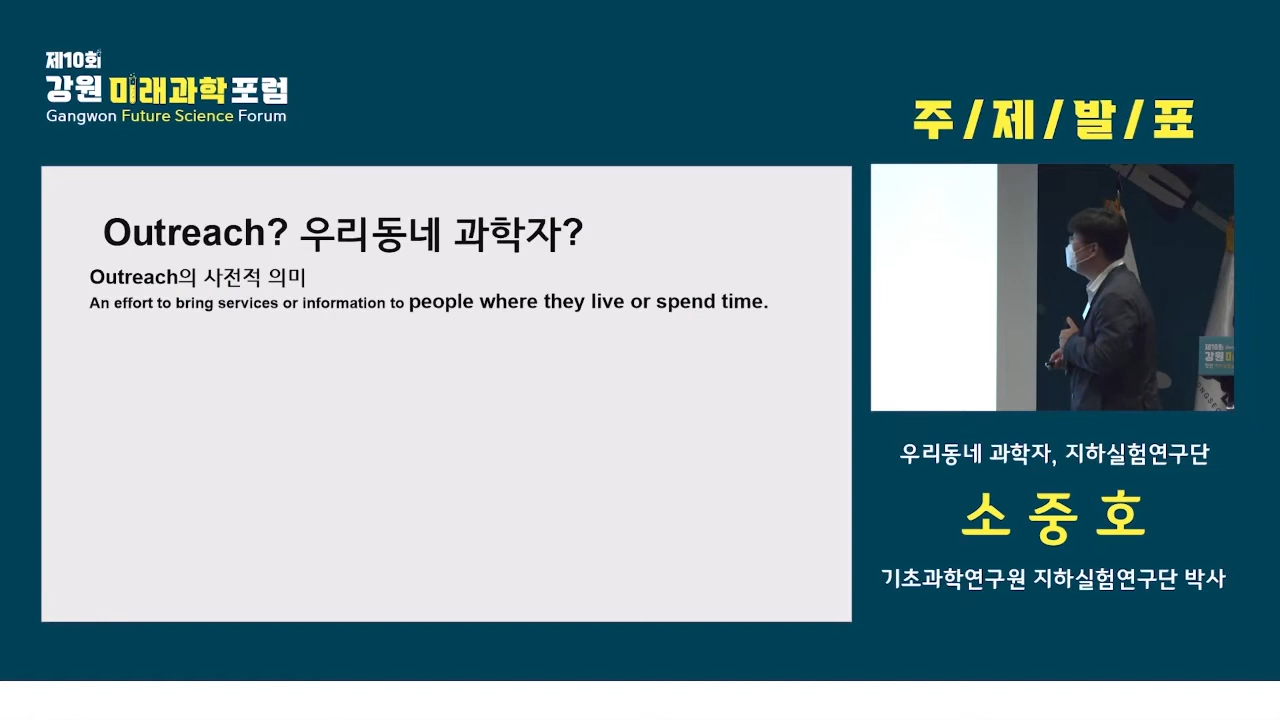 제10회
강원 미래과학 포럼
Gangwon Future Science Forum
주/제/발/표
Outreach? 우리동네 과학자?
Outreach의 사전적 의미
An effort to bring services or information to people where they live or spend time.
우리동네 과학자, 지하실험연구단
소중호
기초과학연구원 지하실험연구단 박사